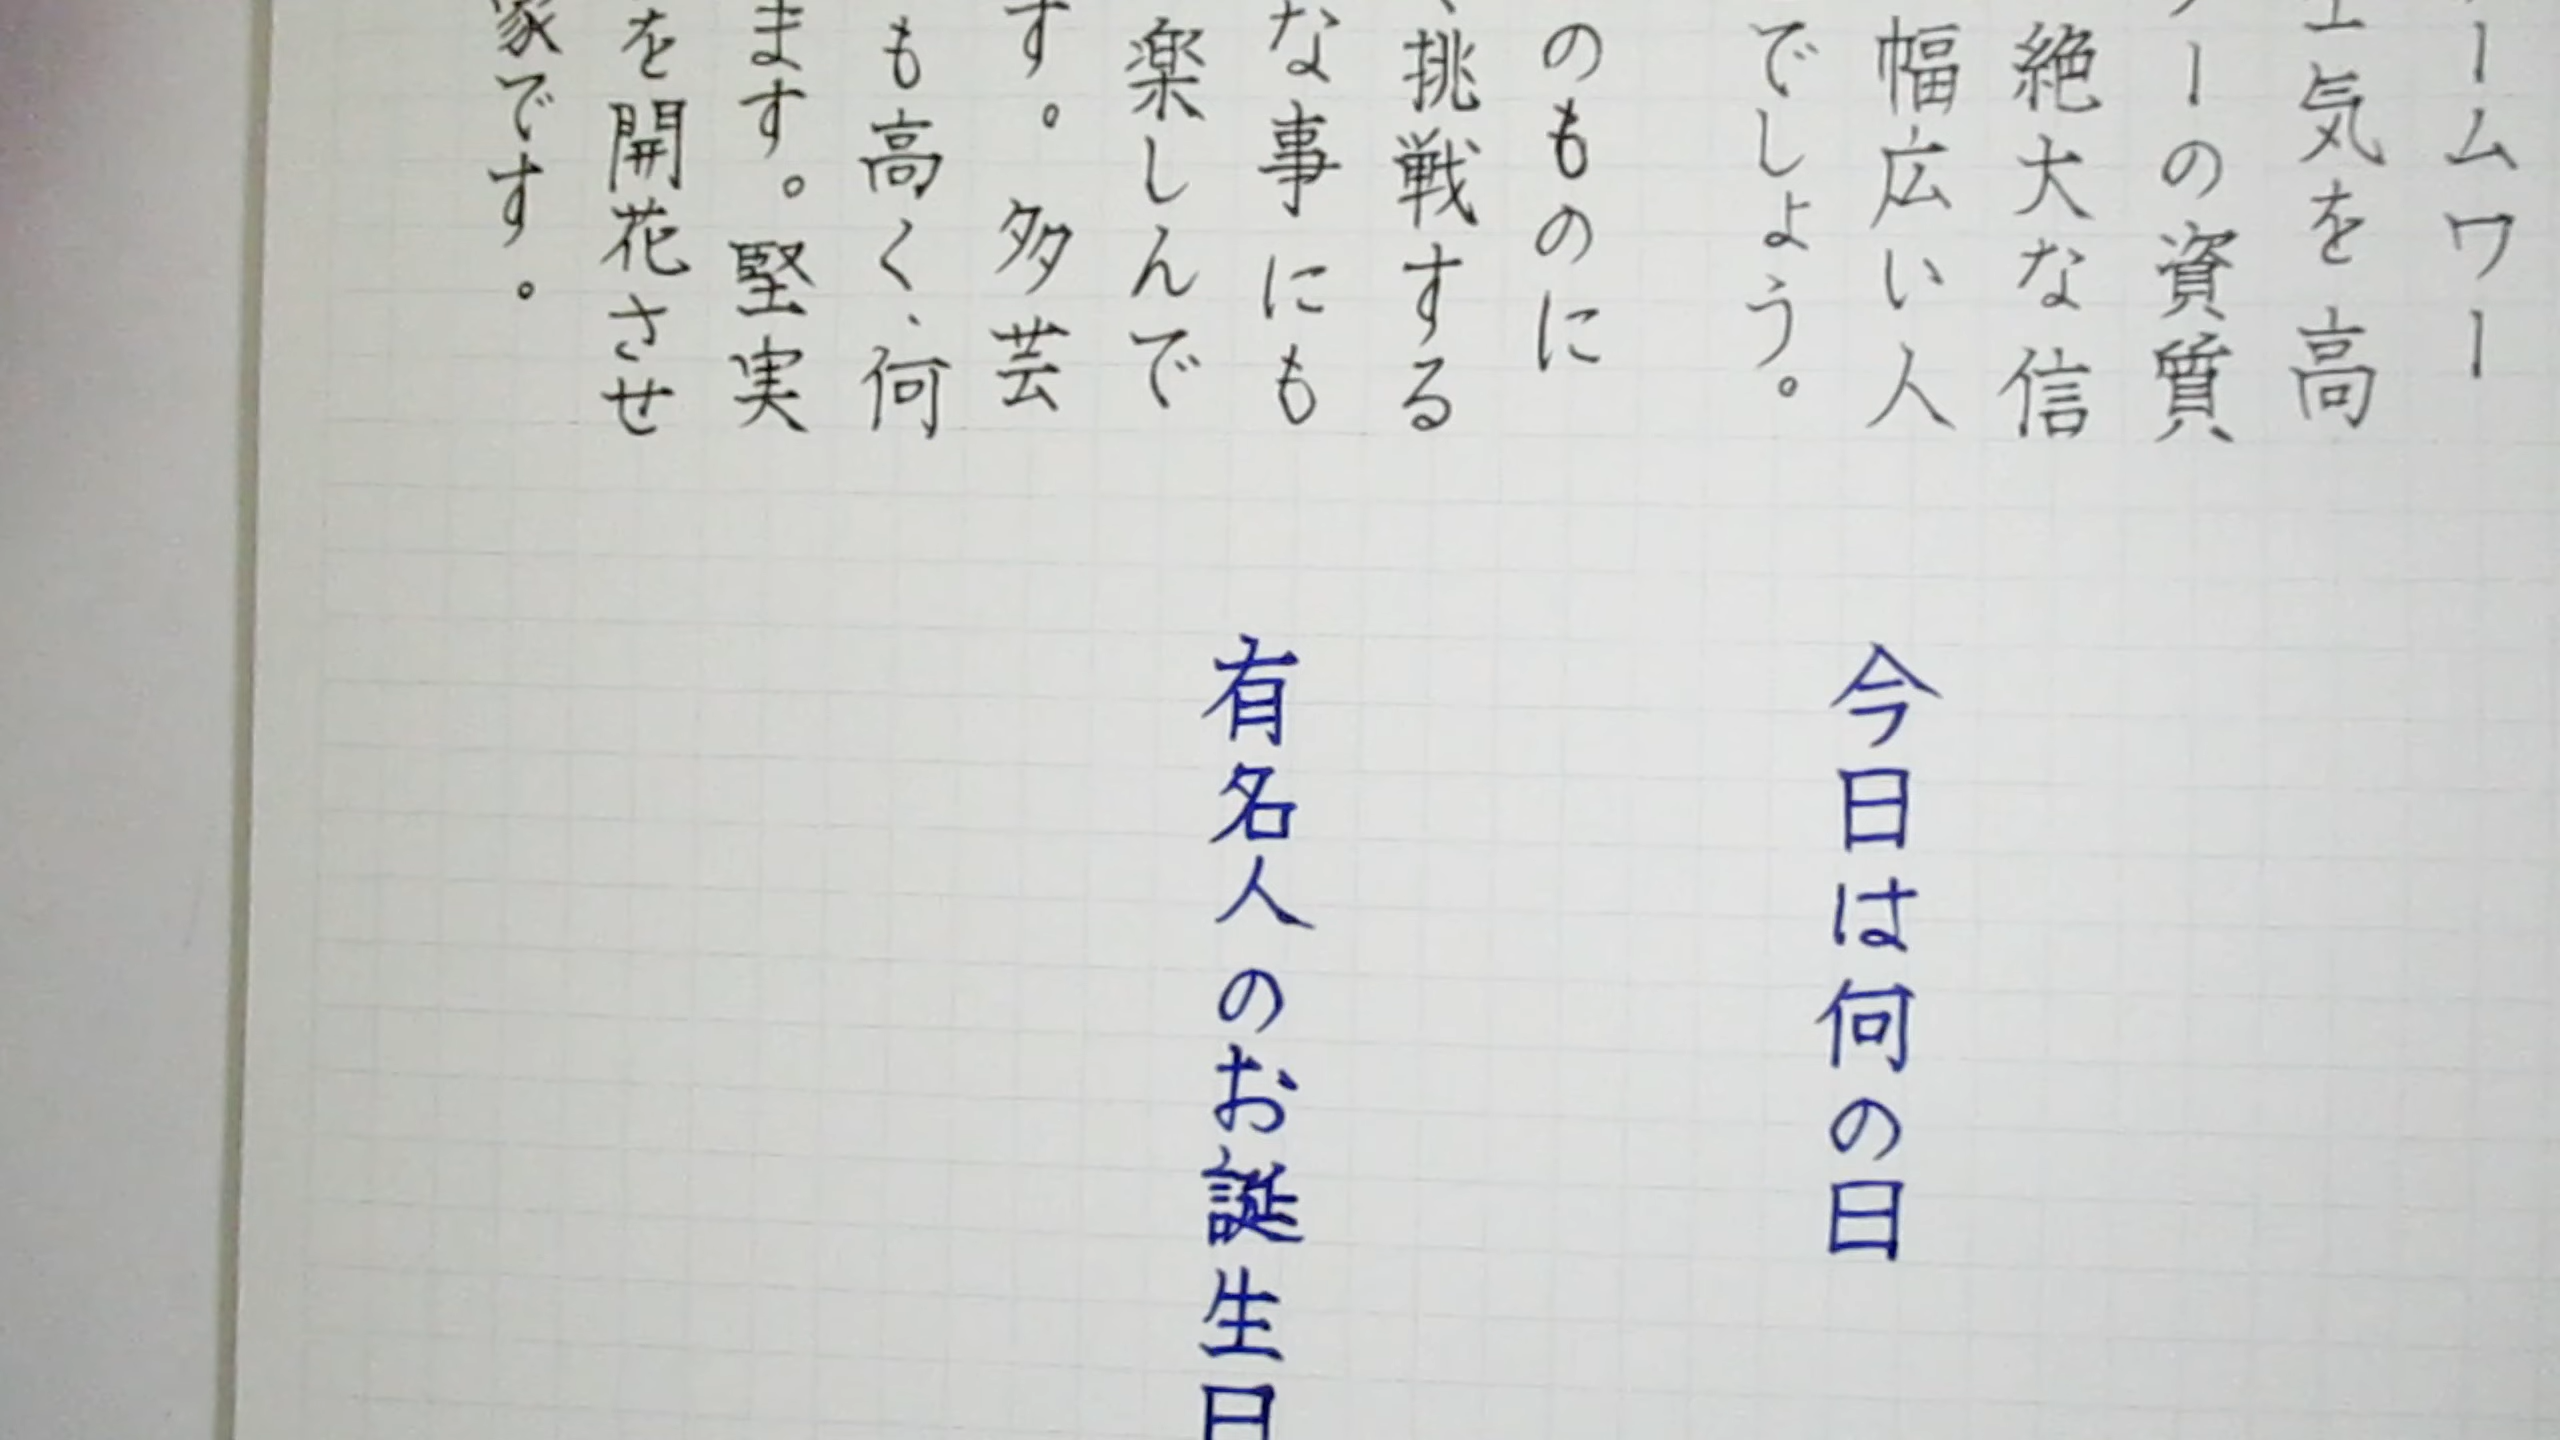 ームワー
気を高
ーの資質
絶大な信
幅広い人
でしょう。
のものに
挑戦する
な事にも
楽しんで
す。多芸
も高く、何
ます。堅実
を開花させ
家です。
今日は何の日
有名人のお誕生日